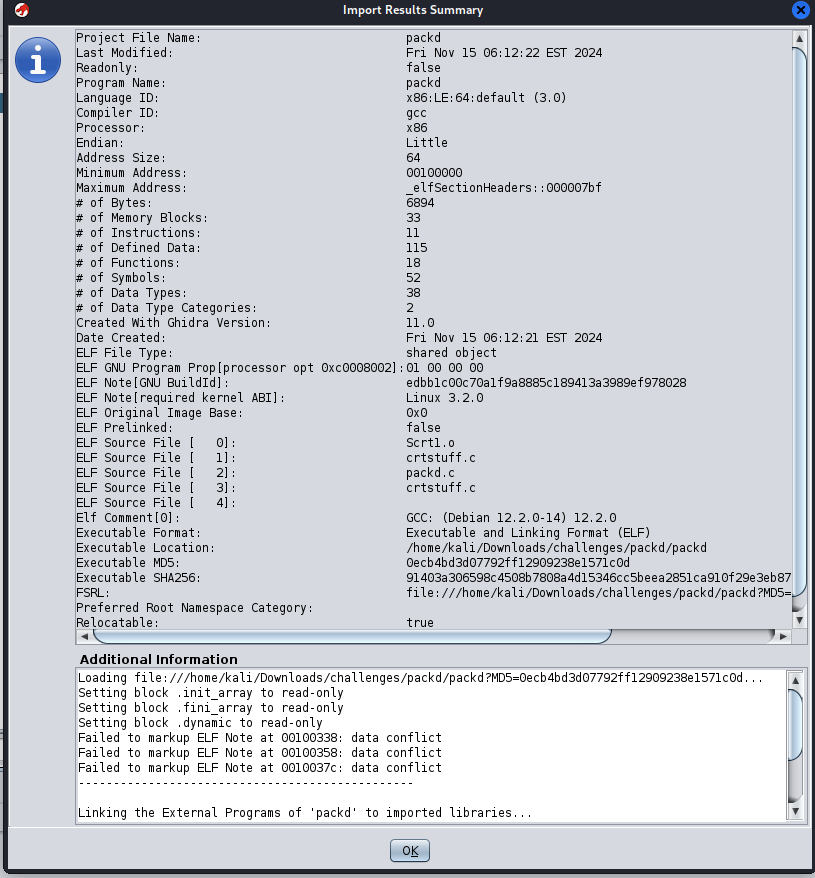 Import Results Summary
Project File Name: packd
Last Modified: Fri Nov 15 06:12:22 EST 2024
Readonly: false
Program Name: packd
Language ID: x86:LE:64:default (3.0)
Compiler ID: gcc
Processor: x86
Endian: Little
Address Size: 64
Minimum Address: 00100000
Maximum Address: _elfSectionHeaders::000007bf
# of Bytes: 6894
# of Memory Blocks: 33
# of Instructions: 11
# of Defined Data: 115
# of Functions: 18
# of Symbols: 52
# of Data Types: 38
# of Data Type Categories: 2
Created With Ghidra Version: 11.0
Date Created: Fri Nov 15 06:12:21 EST 2024
ELF File Type: shared object
ELF GNU Program Prop[processor opt 0xc0008002]: 01 00 00 00
ELF Note[GNU BuildId]: edbb1c00c70a1f9a8885c189413a3989ef978028
ELF Note[required kernel ABI]: Linux 3.2.0
ELF Original Image Base: 0x0
ELF Prelinked: false
ELF Source File [ 0]: Scrt1.o
ELF Source File [ 1]: crtstuff.c
ELF Source File [ 2]: packd.c
ELF Source File [ 3]: crtstuff.c
ELF Source File [ 4]:
Elf Comment[0]: GCC: (Debian 12.2.0-14) 12.2.0
Executable Format: Executable and Linking Format (ELF)
Executable Location: /home/kali/Downloads/challenges/packd/packd
Executable MD5: 0ecb4bd3d07792ff12909238e1571c0d
Executable SHA256: 91403a306598c4508b7808a4d15346cc5beea2851ca910f29e3eb87
FSRL: file:///home/kali/Downloads/challenges/packd/packd?MD5=
Preferred Root Namespace Category:
Relocatable: true
Additional Information
Loading file:///home/kali/Downloads/challenges/packd/packd?MD5=0ecb4bd3d07792ff12909238e1571c0d...
Setting block .init_array to read-only
Setting block .fini_array to read-only
Setting block .dynamic to read-only
Failed to markup ELF Note at 00100338: data conflict
Failed to markup ELF Note at 00100358: data conflict
Failed to markup ELF Note at 0010037c: data conflict
------------------------------------------------
Linking the External Programs of 'packd' to imported libraries...
OK